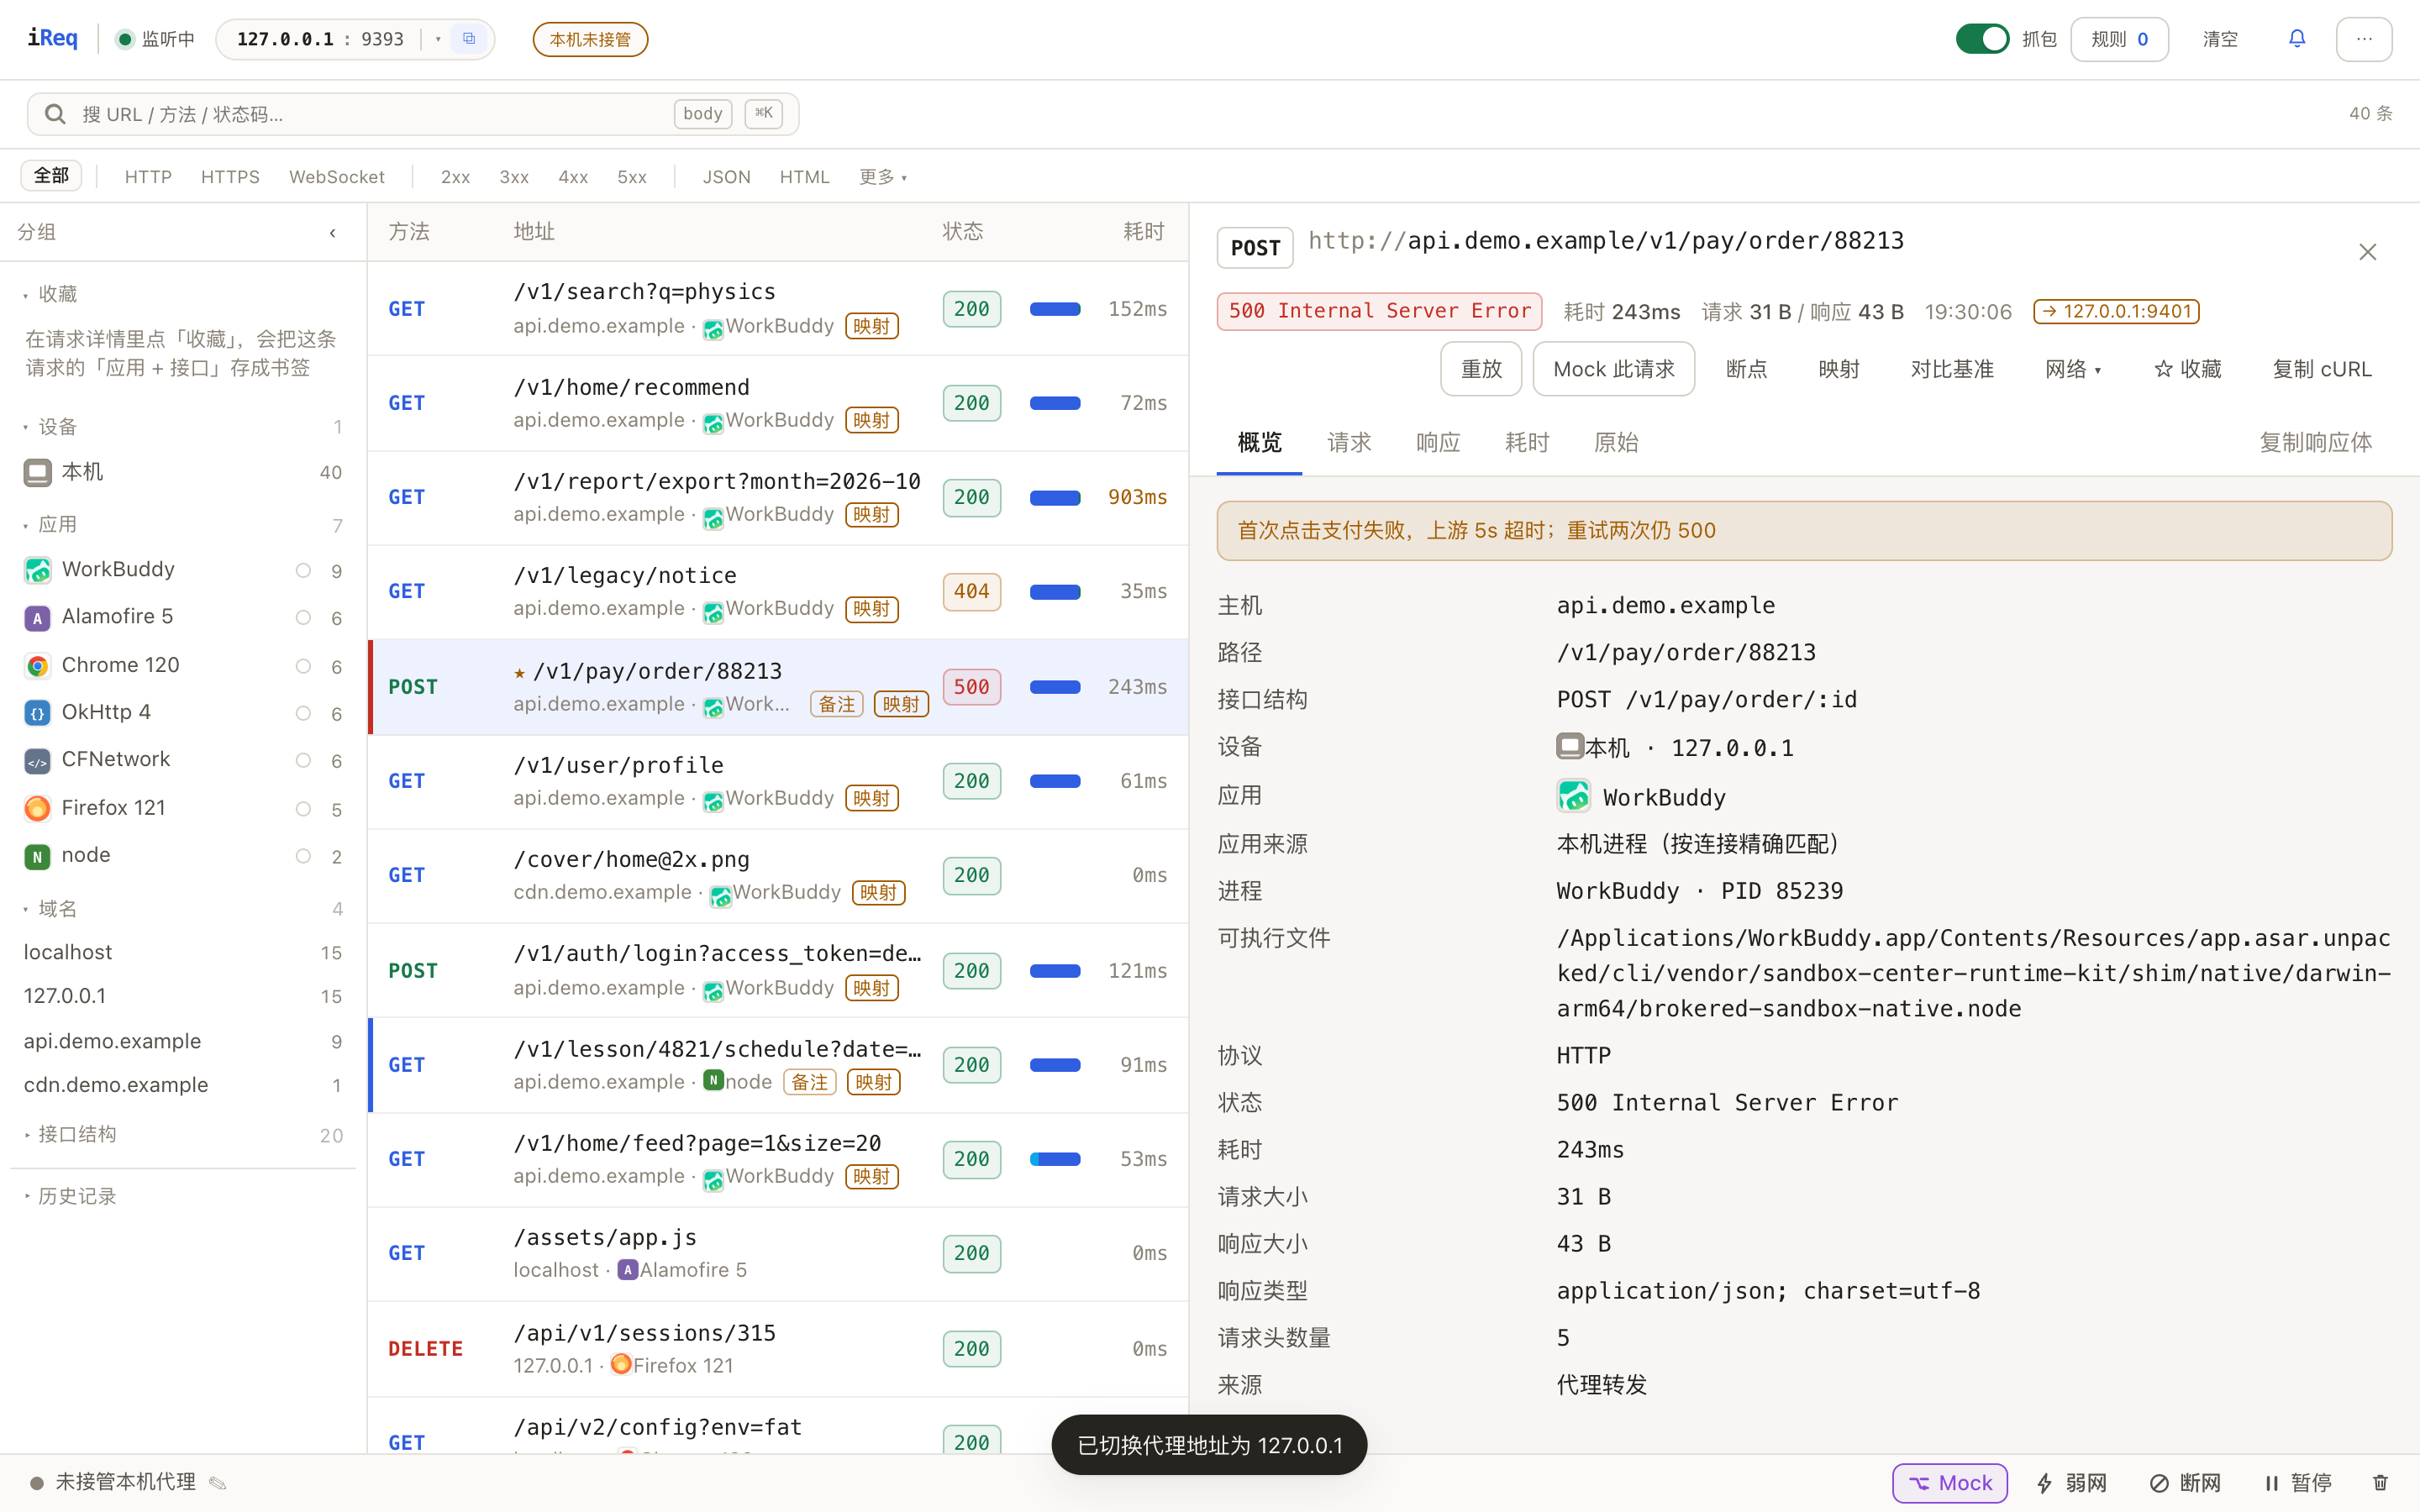 iReq
监听中
127.0.0.1 : 9393
本机未接管
抓包
规则 0
清空
搜 URL / 方法 / 状态码...
body
⌘K
40 条
全部
HTTP
HTTPS
WebSocket
2xx
3xx
4xx
5xx
JSON
HTML
更多
分组
收藏
在请求详情里点「收藏」，会把这条
请求的「应用 + 接口」存成书签
设备 1
本机 40
应用 7
WorkBuddy 9
Alamofire 5 6
Chrome 120 6
OkHttp 4 6
CFNetwork 6
Firefox 121 5
node 2
域名 4
localhost 15
127.0.0.1 15
api.demo.example 9
cdn.demo.example 1
接口结构 20
历史记录
方法 地址 状态 耗时
GET /v1/search?q=physics 200 152ms
api.demo.example · WorkBuddy 映射
GET /v1/home/recommend 200 72ms
api.demo.example · WorkBuddy 映射
GET /v1/report/export?month=2026-10 200 903ms
api.demo.example · WorkBuddy 映射
GET /v1/legacy/notice 404 35ms
api.demo.example · WorkBuddy 映射
POST ★ /v1/pay/order/88213 500 243ms
api.demo.example · Work... 备注 映射
GET /v1/user/profile 200 61ms
api.demo.example · WorkBuddy 映射
GET /cover/home@2x.png 200 0ms
cdn.demo.example · WorkBuddy 映射
POST /v1/auth/login?access_token=de... 200 121ms
api.demo.example · WorkBuddy 映射
GET /v1/lesson/4821/schedule?date=... 200 91ms
api.demo.example · node 备注 映射
GET /v1/home/feed?page=1&size=20 200 53ms
api.demo.example · WorkBuddy 映射
GET /assets/app.js 200 0ms
localhost · Alamofire 5
DELETE /api/v1/sessions/315 200 0ms
127.0.0.1 · Firefox 121
GET /api/v2/config?env=fat 200
POST http://api.demo.example/v1/pay/order/88213
500 Internal Server Error 耗时 243ms 请求 31 B / 响应 43 B 19:30:06 → 127.0.0.1:9401
重放 Mock 此请求 断点 映射 对比基准 网络 ☆ 收藏 复制 cURL
概览 请求 响应 耗时 原始 复制响应体
首次点击支付失败，上游 5s 超时；重试两次仍 500
主机 api.demo.example
路径 /v1/pay/order/88213
接口结构 POST /v1/pay/order/:id
设备 本机 · 127.0.0.1
应用 WorkBuddy
应用来源 本机进程（按连接精确匹配）
进程 WorkBuddy · PID 85239
可执行文件 /Applications/WorkBuddy.app/Contents/Resources/app.asar.unpac
ked/cli/vendor/sandbox-center-runtime-kit/shim/native/darwin-
arm64/brokered-sandbox-native.node
协议 HTTP
状态 500 Internal Server Error
耗时 243ms
请求大小 31 B
响应大小 43 B
响应类型 application/json; charset=utf-8
请求头数量 5
来源 代理转发
已切换代理地址为 127.0.0.1
未接管本机代理
Mock
弱网
断网
暂停